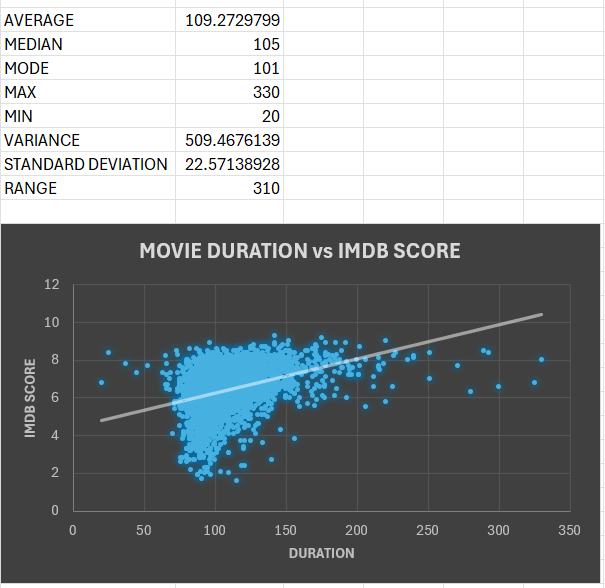 AVERAGE 109.2729799
MEDIAN 105
MODE 101
MAX 330
MIN 20
VARIANCE 509.4676139
STANDARD DEVIATION 22.57138928
RANGE 310
MOVIE DURATION vs IMDB SCORE
12
10
8
6
4
2
0
IMDB SCORE
0 50 100 150 200 250 300 350
DURATION